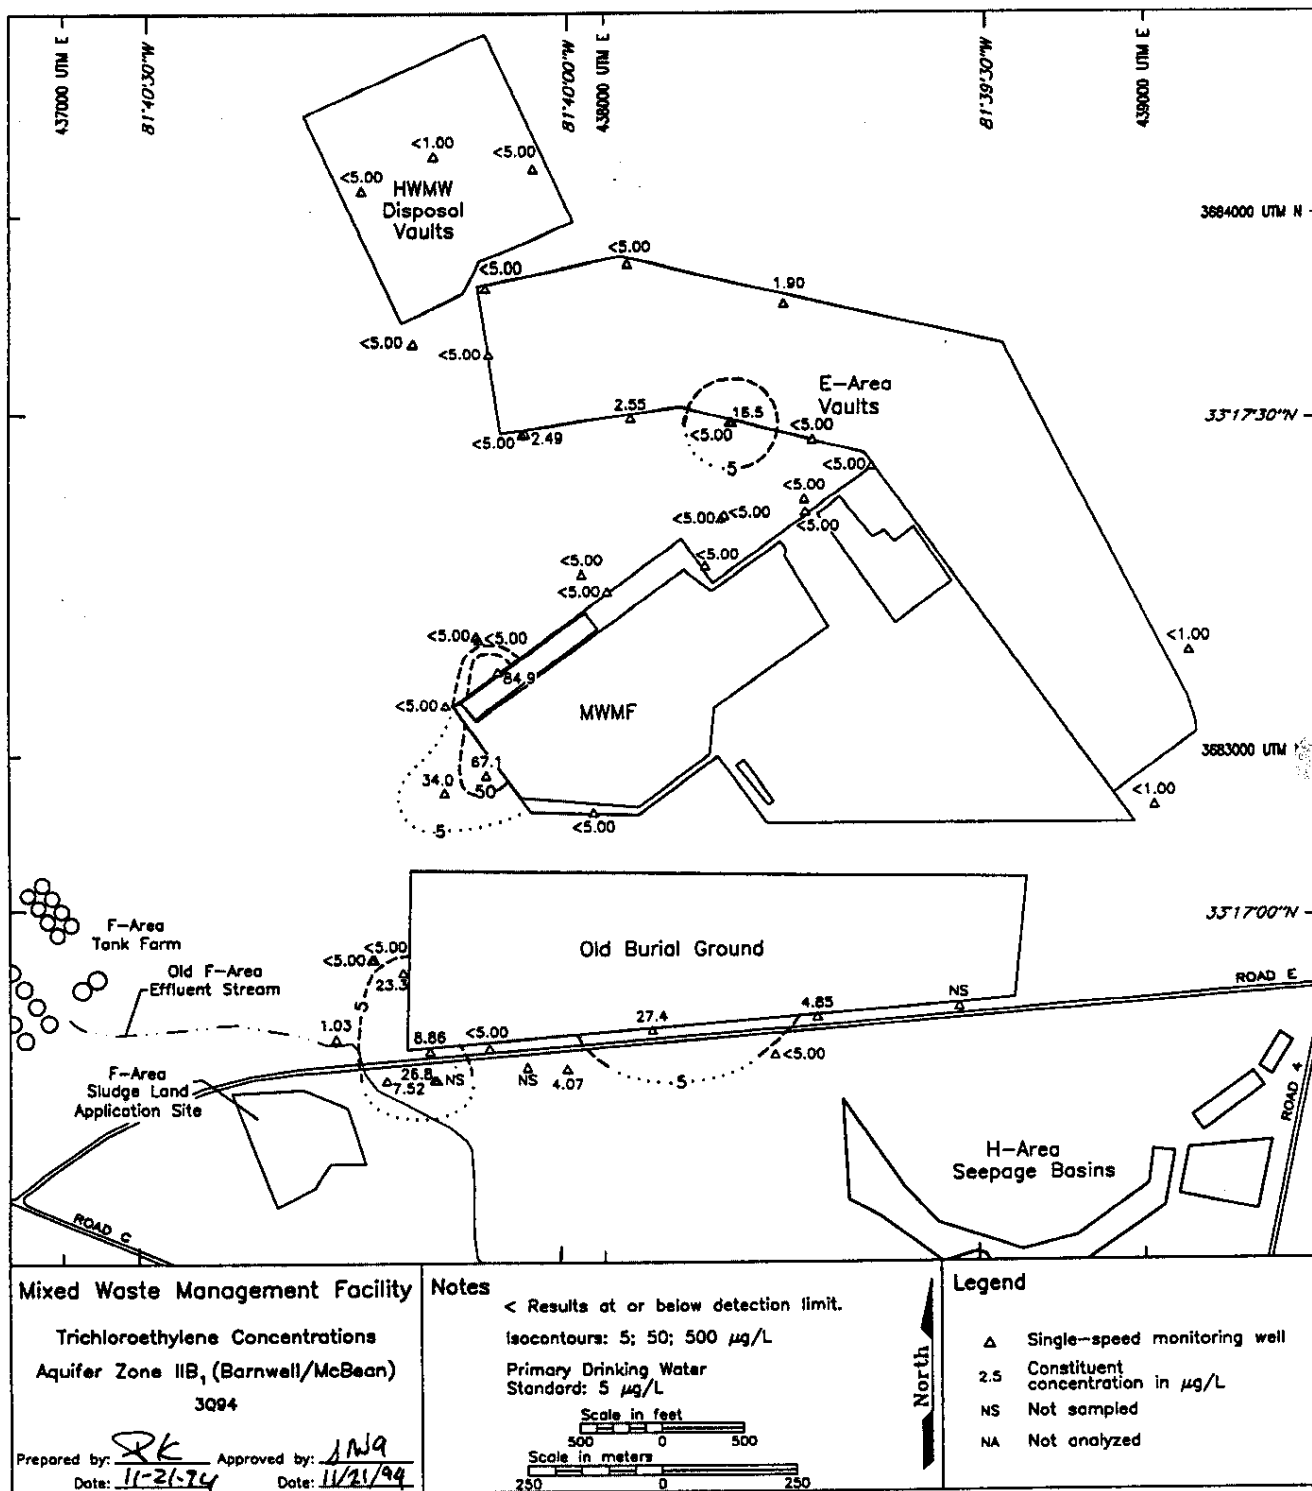 437000 UTM E
81°40'30"W
81°40'00"W
438000 UTM E
81°39'30"W
439000 UTM E
<1.00
<5.00
<5.00
HWMW
Disposal
Vaults
3684000 UTM N
<5.00
<5.00
1.90
<5.00
<5.00
E-Area
Vaults
2.55
16.5
33°17'30"N
<5.00
2.49
<5.00
<5.00
5
<5.00
<5.00
<5.00
<5.00
<5.00
<5.00
<5.00
<5.00
<5.00
<5.00
<1.00
84.9
<5.00
MWMF
3683000 UTM
67.1
34.0
50
<1.00
5
<5.00
33°17'00"N
F-Area
Tank Farm
Old Burial Ground
<5.00
<5.00
23.3
Old F-Area
Effluent Stream
ROAD E
NS
5
4.85
27.4
1.03
8.86
<5.00
<5.00
F-Area
Sludge Land
Application Site
26.8
NS
7.52
NS
4.07
5
ROAD 4
H-Area
Seepage Basins
ROAD C
Mixed Waste Management Facility
Trichloroethylene Concentrations
Aquifer Zone IIB₁ (Barnwell/McBean)
3Q94
Prepared by: Approved by:
Date: 11-21-94 Date: 11/21/94
Notes
< Results at or below detection limit.
Isocontours: 5; 50; 500 µg/L
Primary Drinking Water
Standard: 5 µg/L
Scale in feet
500 0 500
Scale in meters
250 0 250
North
Legend
Single-speed monitoring well
2.5 Constituent
concentration in µg/L
NS Not sampled
NA Not analyzed